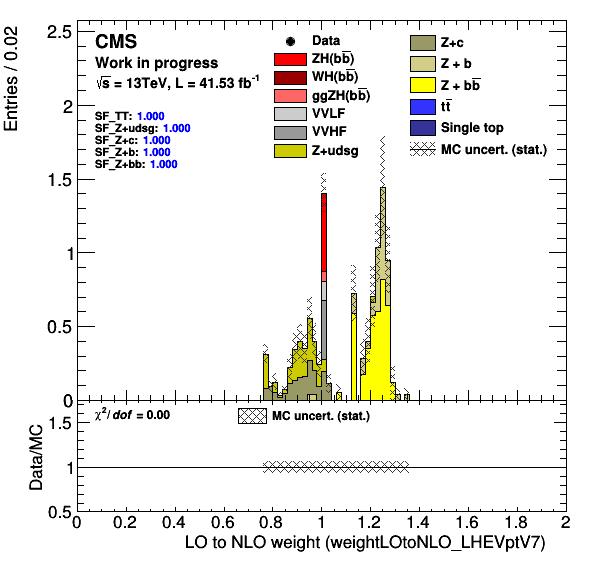 CMS
Work in progress
√s = 13TeV, L = 41.53 fb⁻¹
SF_TT: 1.000
SF_Z+udsg: 1.000
SF_Z+c: 1.000
SF_Z+b: 1.000
SF_Z+bb: 1.000
Data
ZH(bb̅)
WH(bb̅)
ggZH(bb̅)
VVLF
VVHF
Z+udsg
Z+c
Z + b
Z + bb̅
tt̅
Single top
MC uncert. (stat.)
Entries / 0.02
2.5
2
1.5
1
0.5
0
χ²/dof = 0.00
MC uncert. (stat.)
Data/MC
1.5
1
0.5
0 0.2 0.4 0.6 0.8 1 1.2 1.4 1.6 1.8 2
LO to NLO weight (weightLOtoNLO_LHEVptV7)